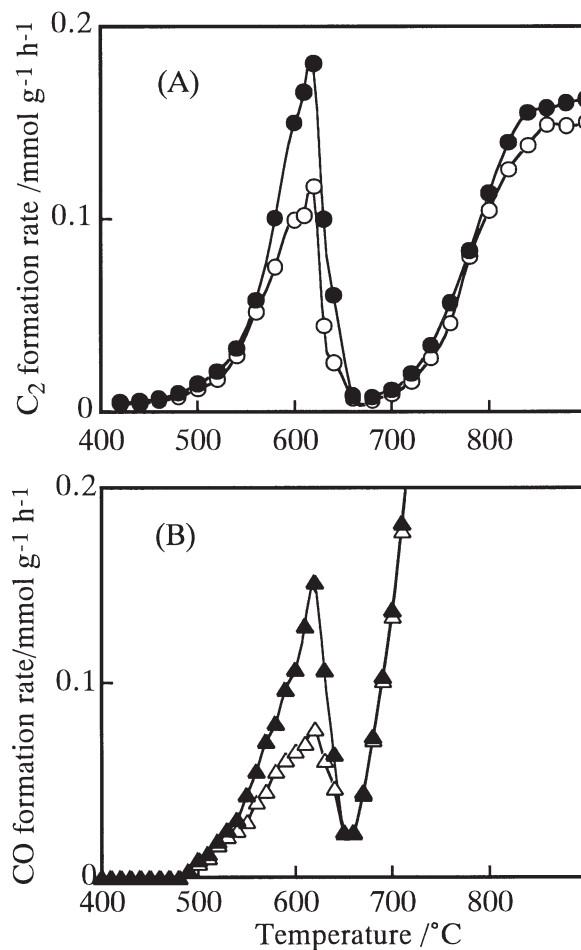 0.2
(A)
0.1
0
C₂ formation rate /mmol g⁻¹ h⁻¹
400 500 600 700 800
0.2
(B)
0.1
0
CO formation rate/mmol g⁻¹ h⁻¹
400 500 600 700 800
Temperature /°C